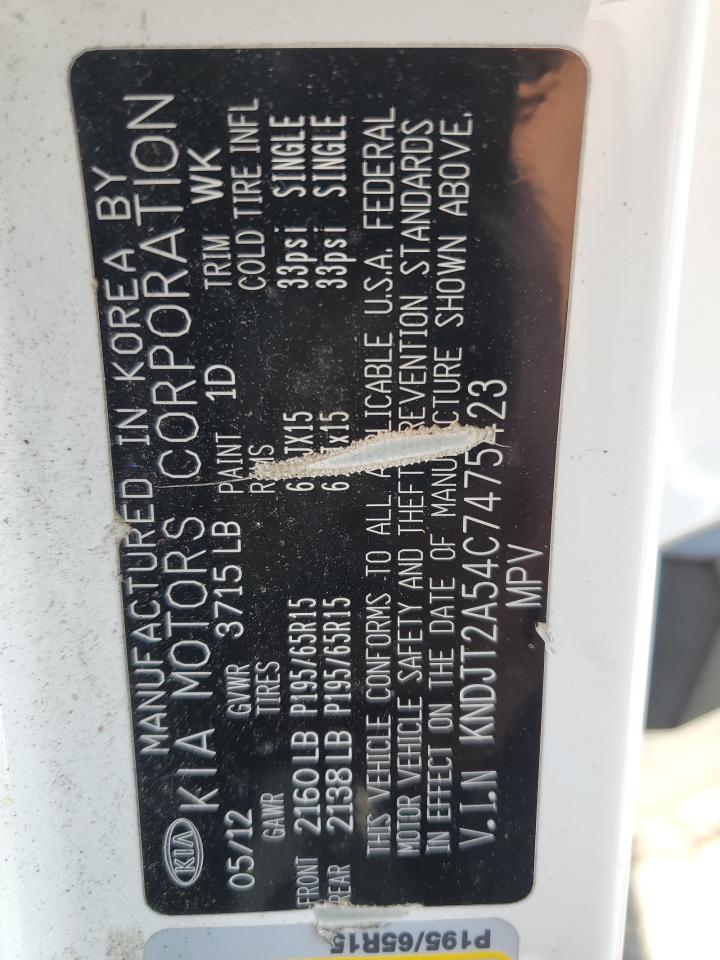 MANUFACTURED IN KOREA BY
KIA KIA MOTORS CORPORATION
05/12 GVWR 3715 LB PAINT 1D TRIM WK
GAWR TIRES COLD TIRE INFL
FRONT 2160 LB P195/65R15 33psi SINGLE
REAR 2138 LB P195/65R15 33psi SINGLE
THIS VEHICLE CONFORMS TO ALL APPLICABLE U.S.A. FEDERAL
MOTOR VEHICLE SAFETY AND THEFT PREVENTION STANDARDS
IN EFFECT ON THE DATE OF MANUFACTURE SHOWN ABOVE.
V.I.N
MPV
P195/65R15